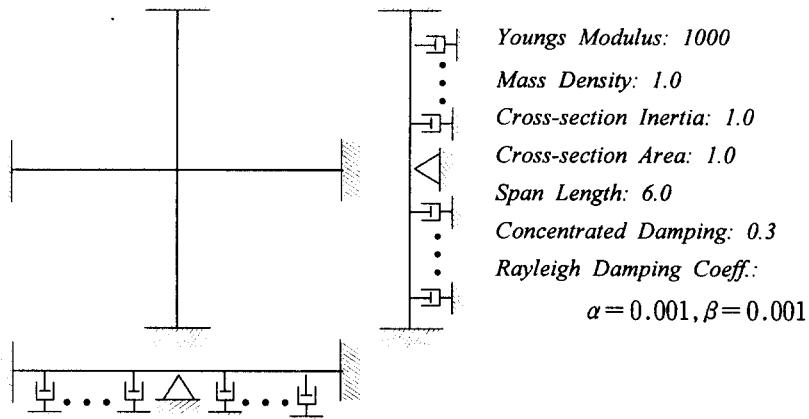 Youngs Modulus: 1000
Mass Density: 1.0
Cross-section Inertia: 1.0
Cross-section Area: 1.0
Span Length: 6.0
Concentrated Damping: 0.3
Rayleigh Damping Coeff.:
α=0.001, β=0.001